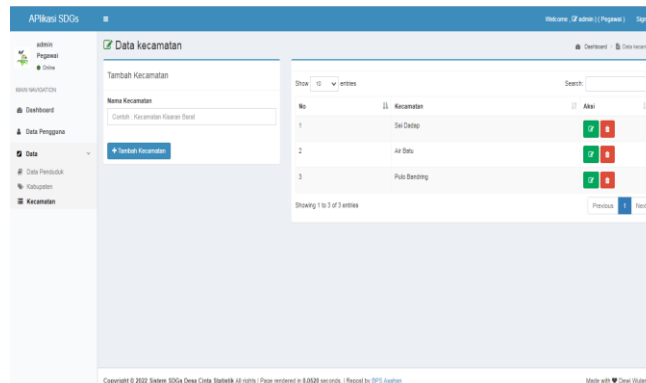 APlikasi SDGs
Welcome , admin ( ( Pegawai )
admin
Pegawai
Online
MAIN NAVIGATION
Dashboard
Data Pengguna
Data
Data Penduduk
Kabupaten
Kecamatan
Data kecamatan
Dashboard /
Tambah Kecamatan
Nama Kecamatan
Contoh : Kecamatan Kisaran Barat
+ Tambah Kecamatan
Show 10 entries
Search:
No Kecamatan Aksi
1 Sei Dadap
2 Air Batu
3 Pulo Bandring
Showing 1 to 3 of 3 entries
Previous 1
Copyright © 2022 Sistem SDGs Desa Cinta Statistik All rights | Page rendered in 0.0520 seconds. | Repost by BPS Asahan
Made with ♥ Dewi